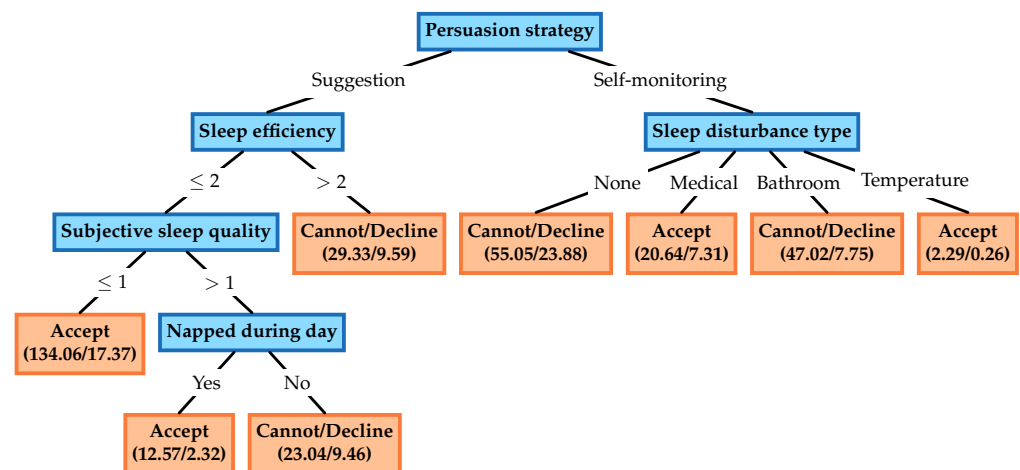 Persuasion strategy
Suggestion
Self-monitoring
Sleep efficiency
Sleep disturbance type
≤ 2
> 2
None
Medical
Bathroom
Temperature
Subjective sleep quality
Cannot/Decline
(29.33/9.59)
Cannot/Decline
(55.05/23.88)
Accept
(20.64/7.31)
Cannot/Decline
(47.02/7.75)
Accept
(2.29/0.26)
≤ 1
> 1
Accept
(134.06/17.37)
Napped during day
Yes
No
Accept
(12.57/2.32)
Cannot/Decline
(23.04/9.46)